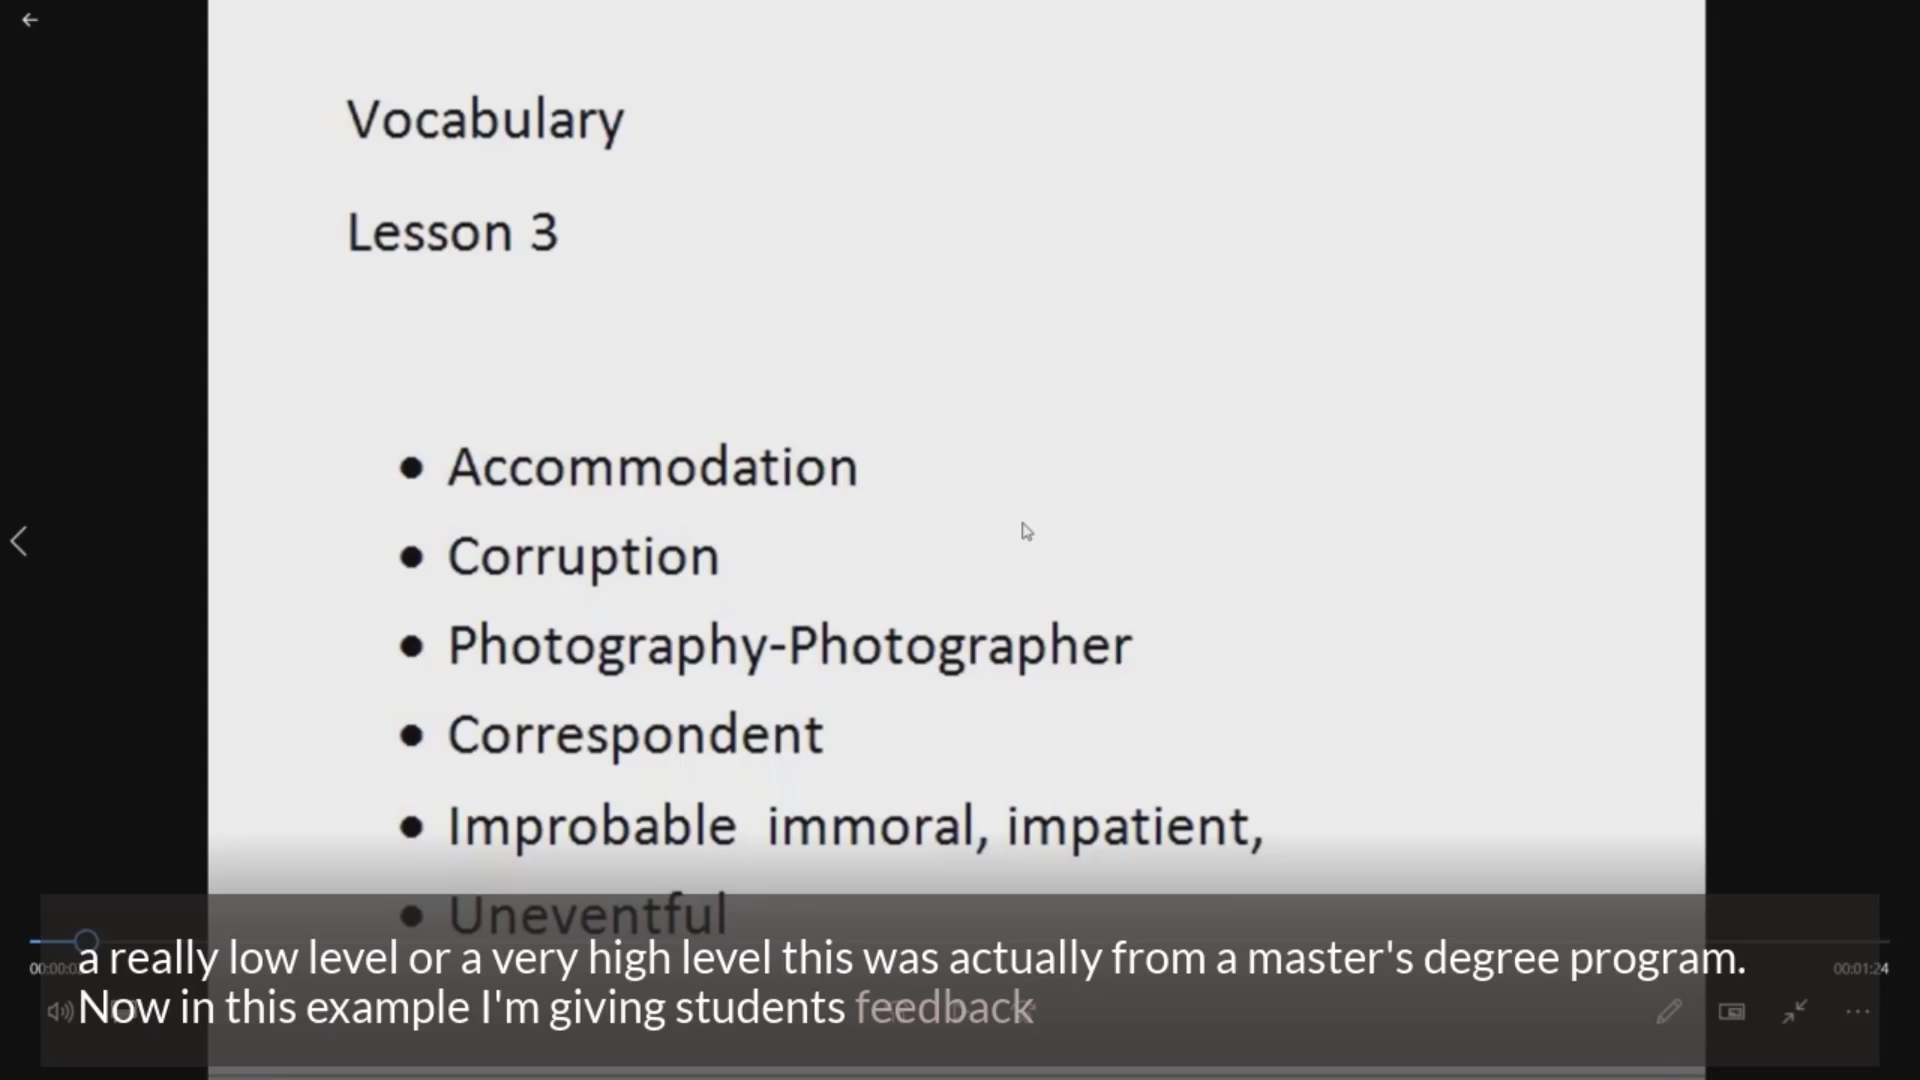 Vocabulary
Lesson 3
• Accommodation
• Corruption
• Photography-Photographer
• Correspondent
• Improbable  immoral, impatient,
• Uneventful
a really low level or a very high level this was actually from a master's degree program.
00:01:24
Now in this example I'm giving students feedback